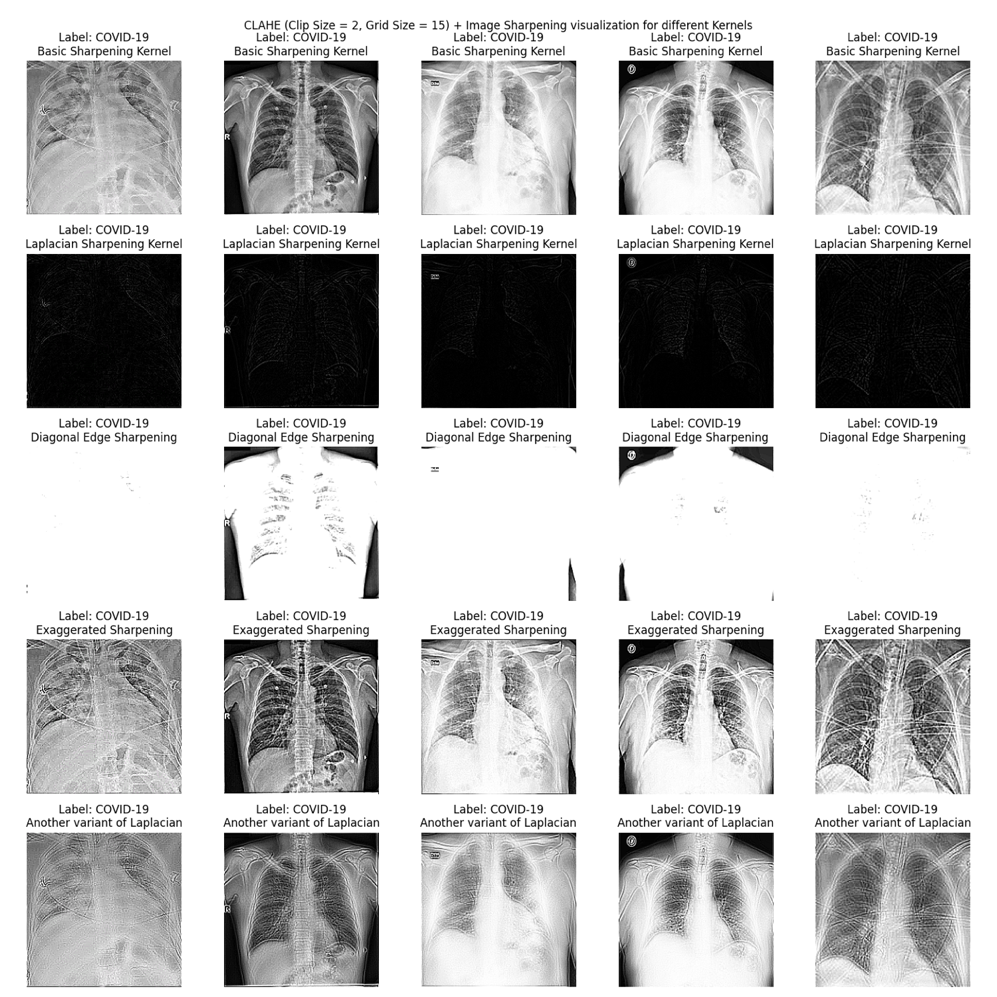 CLAHE (Clip Size = 2, Grid Size = 15) + Image Sharpening visualization for different Kernels
Label: COVID-19 Label: COVID-19 Label: COVID-19 Label: COVID-19 Label: COVID-19
Basic Sharpening Kernel Basic Sharpening Kernel Basic Sharpening Kernel Basic Sharpening Kernel Basic Sharpening Kernel
R
Label: COVID-19 Label: COVID-19 Label: COVID-19 Label: COVID-19 Label: COVID-19
Laplacian Sharpening Kernel Laplacian Sharpening Kernel Laplacian Sharpening Kernel Laplacian Sharpening Kernel Laplacian Sharpening Kernel
R
Label: COVID-19 Label: COVID-19 Label: COVID-19 Label: COVID-19 Label: COVID-19
Diagonal Edge Sharpening Diagonal Edge Sharpening Diagonal Edge Sharpening Diagonal Edge Sharpening Diagonal Edge Sharpening
R
Label: COVID-19 Label: COVID-19 Label: COVID-19 Label: COVID-19 Label: COVID-19
Exaggerated Sharpening Exaggerated Sharpening Exaggerated Sharpening Exaggerated Sharpening Exaggerated Sharpening
R
Label: COVID-19 Label: COVID-19 Label: COVID-19 Label: COVID-19 Label: COVID-19
Another variant of Laplacian Another variant of Laplacian Another variant of Laplacian Another variant of Laplacian Another variant of Laplacian
R